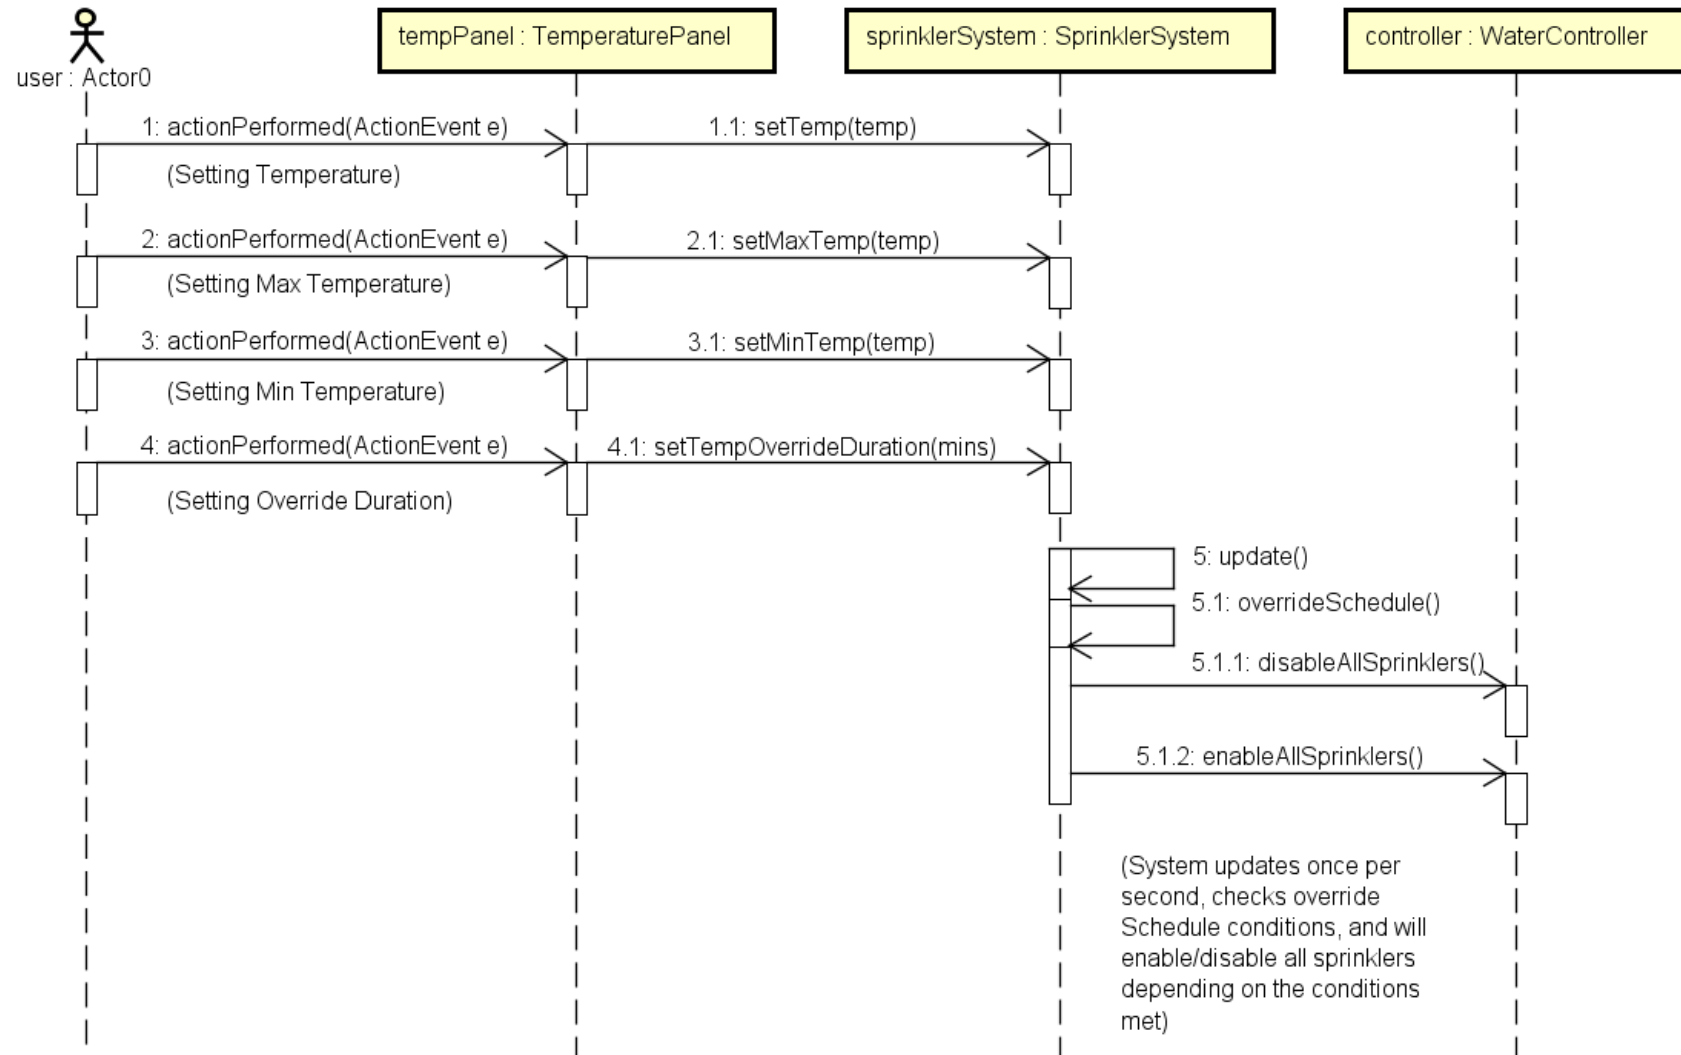 user : Actor0
tempPanel : TemperaturePanel
sprinklerSystem : SprinklerSystem
controller : WaterController
1: actionPerformed(ActionEvent e)
1.1: setTemp(temp)
(Setting Temperature)
2: actionPerformed(ActionEvent e)
2.1: setMaxTemp(temp)
(Setting Max Temperature)
3: actionPerformed(ActionEvent e)
3.1: setMinTemp(temp)
(Setting Min Temperature)
4: actionPerformed(ActionEvent e)
4.1: setTempOverrideDuration(mins)
(Setting Override Duration)
5: update()
5.1: overrideSchedule()
5.1.1: disableAllSprinklers()
5.1.2: enableAllSprinklers()
(System updates once per
second, checks override
Schedule conditions, and will
enable/disable all sprinklers
depending on the conditions
met)